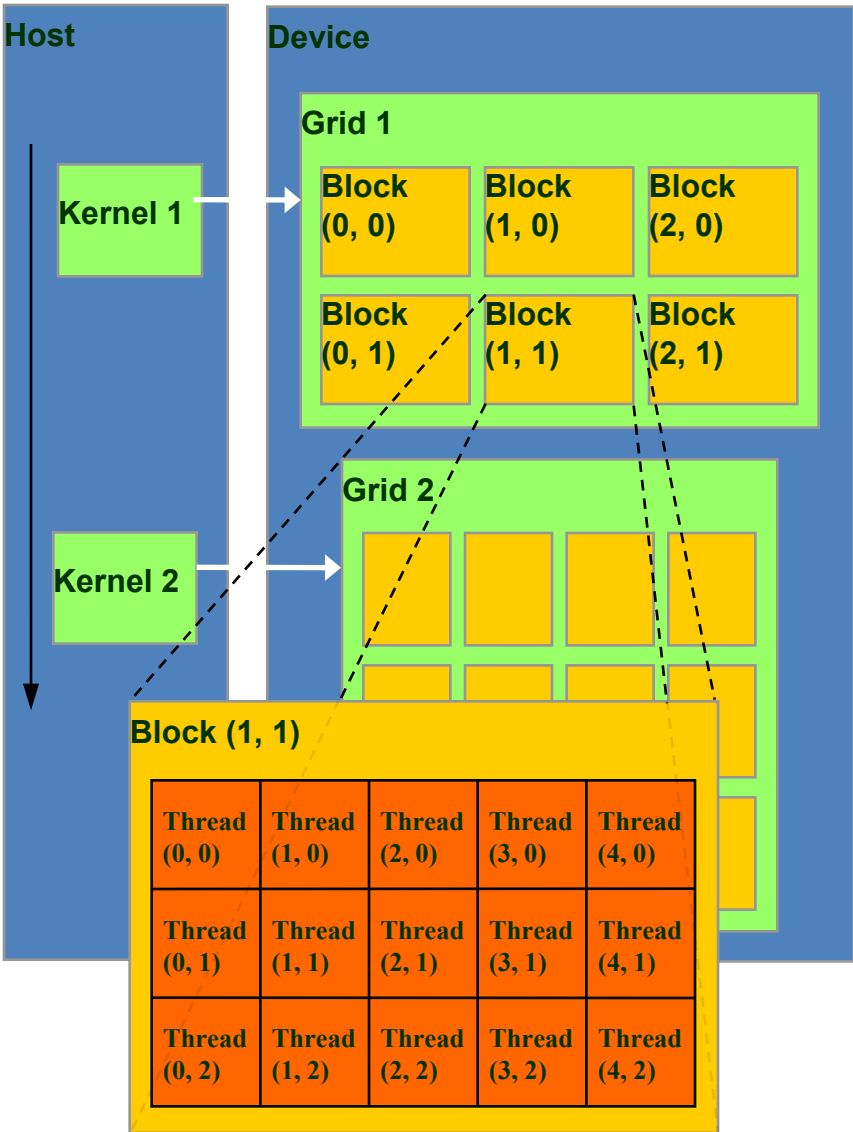 Host
Device
Grid 1
Kernel 1
Block
(0, 0)
Block
(1, 0)
Block
(2, 0)
Block
(0, 1)
Block
(1, 1)
Block
(2, 1)
Grid 2
Kernel 2
Block (1, 1)
Thread
(0, 0)
Thread
(1, 0)
Thread
(2, 0)
Thread
(3, 0)
Thread
(4, 0)
Thread
(0, 1)
Thread
(1, 1)
Thread
(2, 1)
Thread
(3, 1)
Thread
(4, 1)
Thread
(0, 2)
Thread
(1, 2)
Thread
(2, 2)
Thread
(3, 2)
Thread
(4, 2)